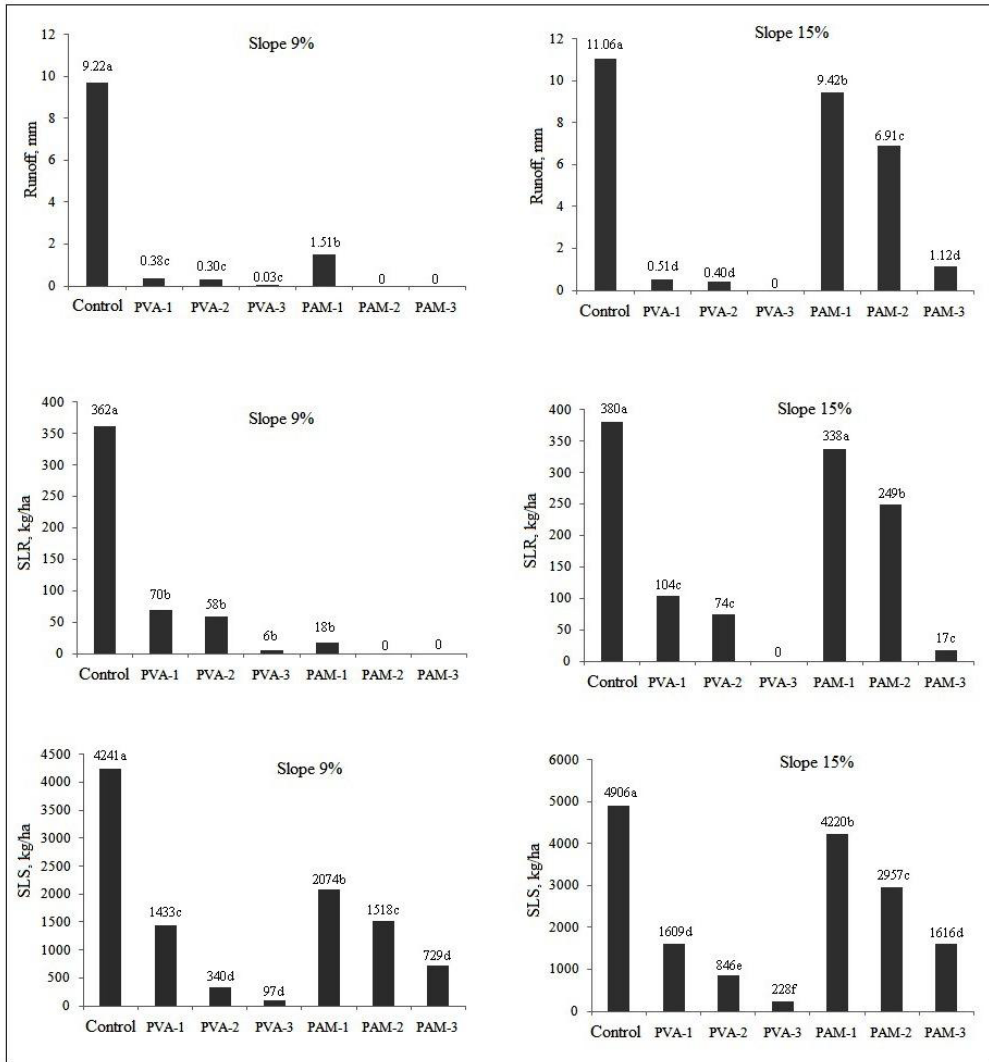 Slope 9%
Runoff, mm
12
10
8
6
4
2
0
9.22a
0.38c
0.30c
0.03c
1.51b
0
0
Control PVA-1 PVA-2 PVA-3 PAM-1 PAM-2 PAM-3
Slope 15%
Runoff, mm
12
10
8
6
4
2
0
11.06a
0.51d
0.40d
0
9.42b
6.91c
1.12d
Control PVA-1 PVA-2 PVA-3 PAM-1 PAM-2 PAM-3
Slope 9%
SLR, kg/ha
400
350
300
250
200
150
100
50
0
362a
70b
58b
6b
18b
0
0
Control PVA-1 PVA-2 PVA-3 PAM-1 PAM-2 PAM-3
Slope 15%
SLR, kg/ha
400
350
300
250
200
150
100
50
0
380a
104c
74c
0
338a
249b
17c
Control PVA-1 PVA-2 PVA-3 PAM-1 PAM-2 PAM-3
Slope 9%
SLS, kg/ha
4500
4000
3500
3000
2500
2000
1500
1000
500
0
4241a
1433c
340d
97d
2074b
1518c
729d
Control PVA-1 PVA-2 PVA-3 PAM-1 PAM-2 PAM-3
Slope 15%
SLS, kg/ha
6000
5000
4000
3000
2000
1000
0
4906a
1609d
846e
228f
4220b
2957c
1616d
Control PVA-1 PVA-2 PVA-3 PAM-1 PAM-2 PAM-3